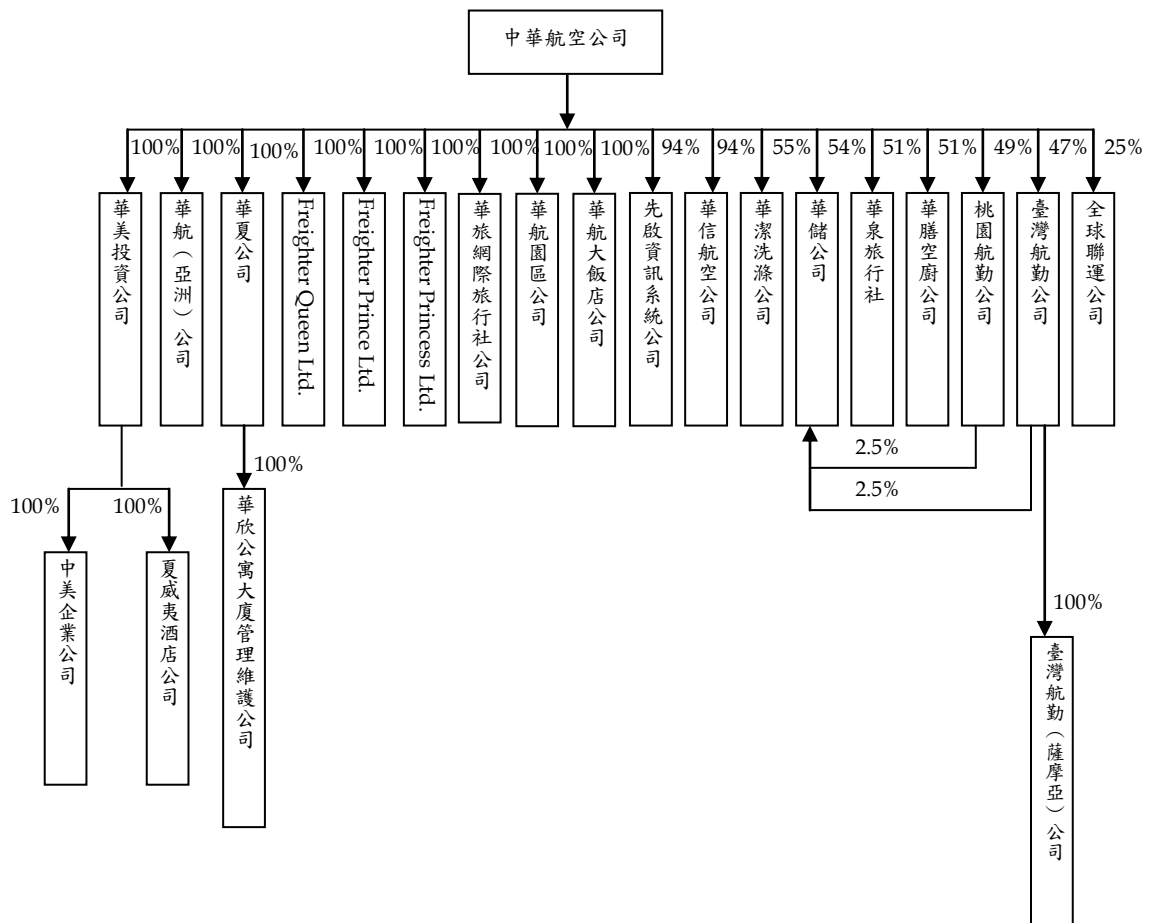 中華航空公司
100%
100%
100%
100%
100%
100%
100%
100%
100%
94%
94%
55%
54%
51%
51%
49%
47%
25%
華美投資公司
華航（亞洲）公司
華夏公司
Freighter Queen Ltd.
Freighter Prince Ltd.
Freighter Princess Ltd.
華旅網際旅行社公司
華航園區公司
華航大飯店公司
先啟資訊系統公司
華信航空公司
華潔洗滌公司
華儲公司
華泉旅行社
華膳空廚公司
桃園航勤公司
臺灣航勤公司
全球聯運公司
2.5%
2.5%
100%
100%
100%
100%
中美企業公司
夏威夷酒店公司
華欣公寓大廈管理維護公司
臺灣航勤（薩摩亞）公司